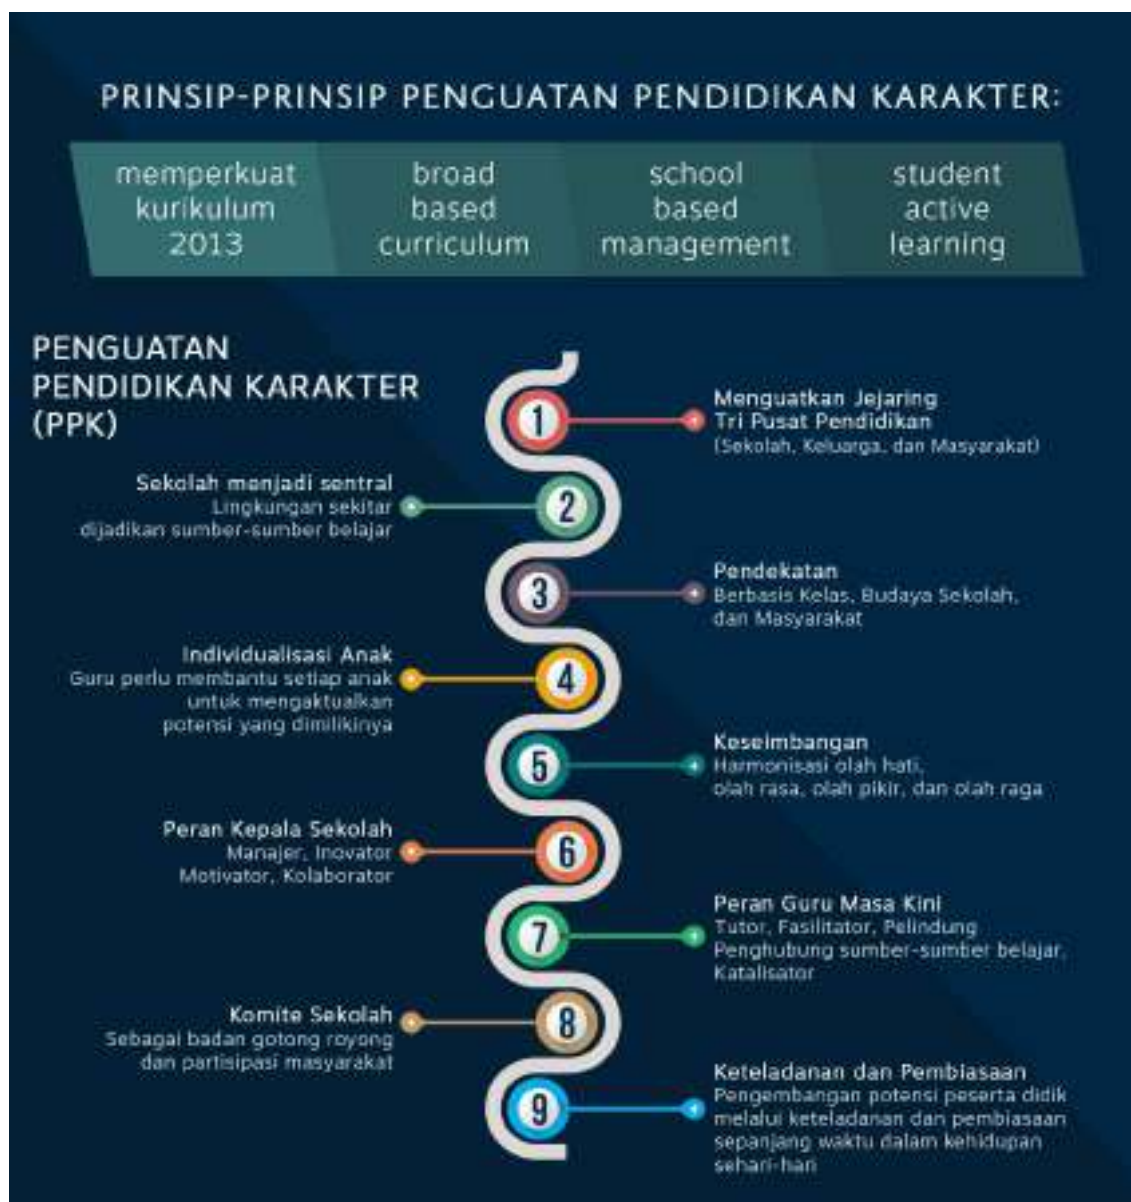 PRINSIP-PRINSIP PENGUATAN PENDIDIKAN KARAKTER:
memperkuat
kurikulum
2013
broad
based
curriculum
school
based
management
student
active
learning
PENGUATAN
PENDIDIKAN KARAKTER
(PPK)
1
Menguatkan Jejaring
Tri Pusat Pendidikan
(Sekolah, Keluarga, dan Masyarakat)
Sekolah menjadi sentral
Lingkungan sekitar
dijadikan sumber-sumber belajar
2
3
Pendekatan
Berbasis Kelas, Budaya Sekolah,
dan Masyarakat
Individualisasi Anak
Guru perlu membantu setiap anak
untuk mengaktualkan
potensi yang dimilikinya
4
5
Keseimbangan
Harmonisasi olah hati,
olah rasa, olah pikir, dan olah raga
Peran Kepala Sekolah
Manajer, Inovator
Motivator, Kolaborator
6
7
Peran Guru Masa Kini
Tutor, Fasilitator, Pelindung
Penghubung sumber-sumber belajar,
Katalisator
Komite Sekolah
Sebagai badan gotong royong
dan partisipasi masyarakat
8
9
Keteladanan dan Pembiasaan
Pengembangan potensi peserta didik
melalui keteladanan dan pembiasaan
sepanjang waktu dalam kehidupan
sehari-hari